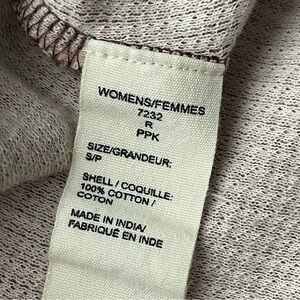 WOMENS/FEMMES
7232
R
PPK
SIZE/GRANDEUR:
S/P
SHELL / COQUILLE:
100% COTTON /
COTON
MADE IN INDIA/
FABRIQUÉ EN INDE